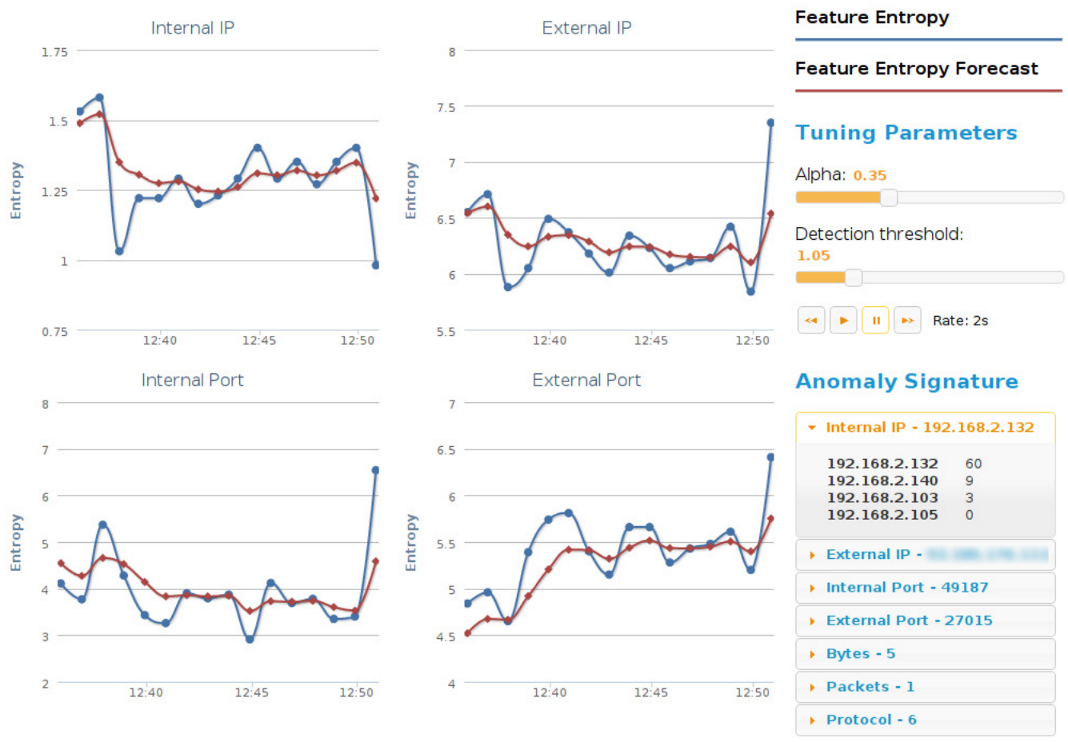 Internal IP
1.75
1.5
1.25
1
0.75
Entropy
12:40 12:45 12:50
External IP
8
7.5
7
6.5
6
5.5
Entropy
12:40 12:45 12:50
Internal Port
8
7
6
5
4
3
2
Entropy
12:40 12:45 12:50
External Port
7
6.5
6
5.5
5
4.5
4
Entropy
12:40 12:45 12:50
Feature Entropy
Feature Entropy Forecast
Tuning Parameters
Alpha: 0.35
Detection threshold:
1.05
Rate: 2s
Anomaly Signature
Internal IP - 192.168.2.132
192.168.2.132 60
192.168.2.140 9
192.168.2.103 3
192.168.2.105 0
External IP -
Internal Port - 49187
External Port - 27015
Bytes - 5
Packets - 1
Protocol - 6